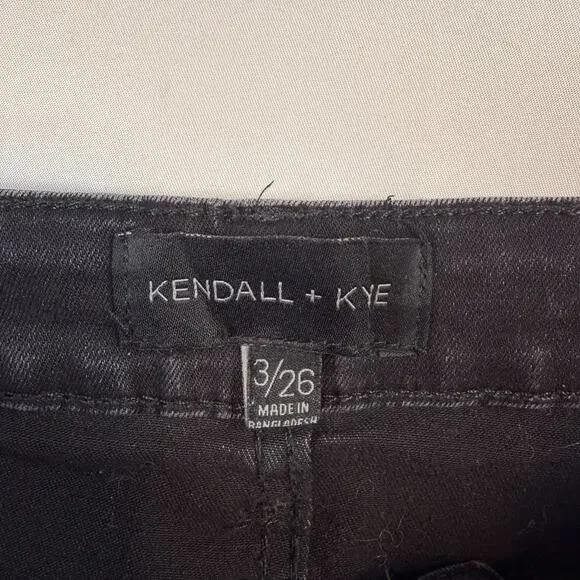 KENDALL + KYE
3/26
MADE IN
BANGLADESH